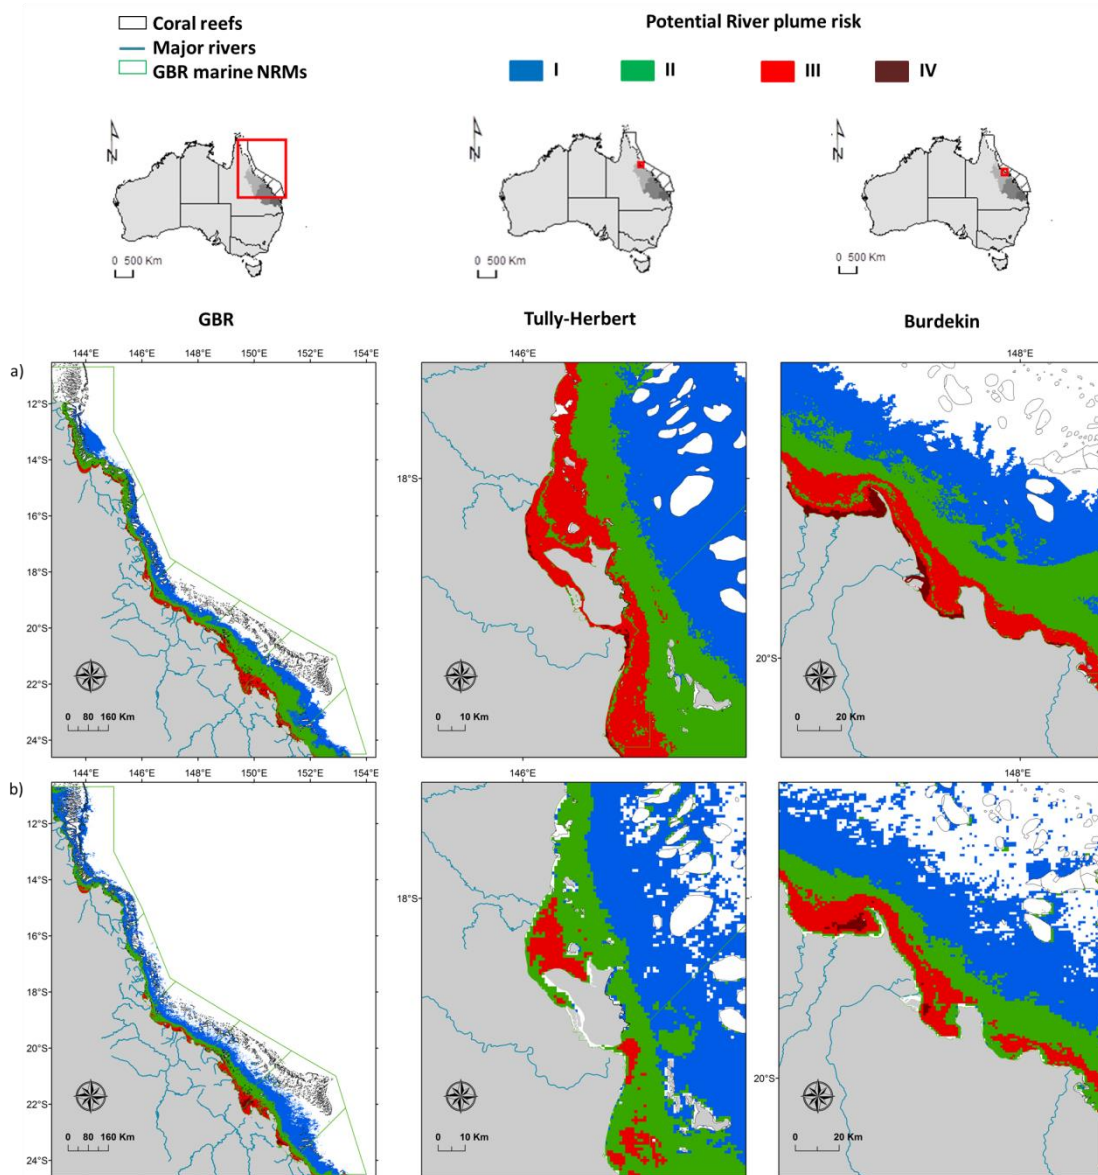 Coral reefs
Major rivers
GBR marine NRMs
Potential River plume risk
I II III IV
N N N
0 500 Km 0 500 Km 0 500 Km
GBR Tully-Herbert Burdekin
144°E 146°E 148°E 150°E 152°E 154°E 146°E 148°E
a)
12°S
14°S
16°S
18°S
20°S
22°S
24°S
0 80 160 Km
18°S
0 10 Km
20°S
0 20 Km
144°E 146°E 148°E 150°E 152°E 154°E 146°E 148°E
b)
12°S
14°S
16°S
18°S
20°S
22°S
24°S
0 80 160 Km
18°S
0 10 Km
20°S
0 20 Km